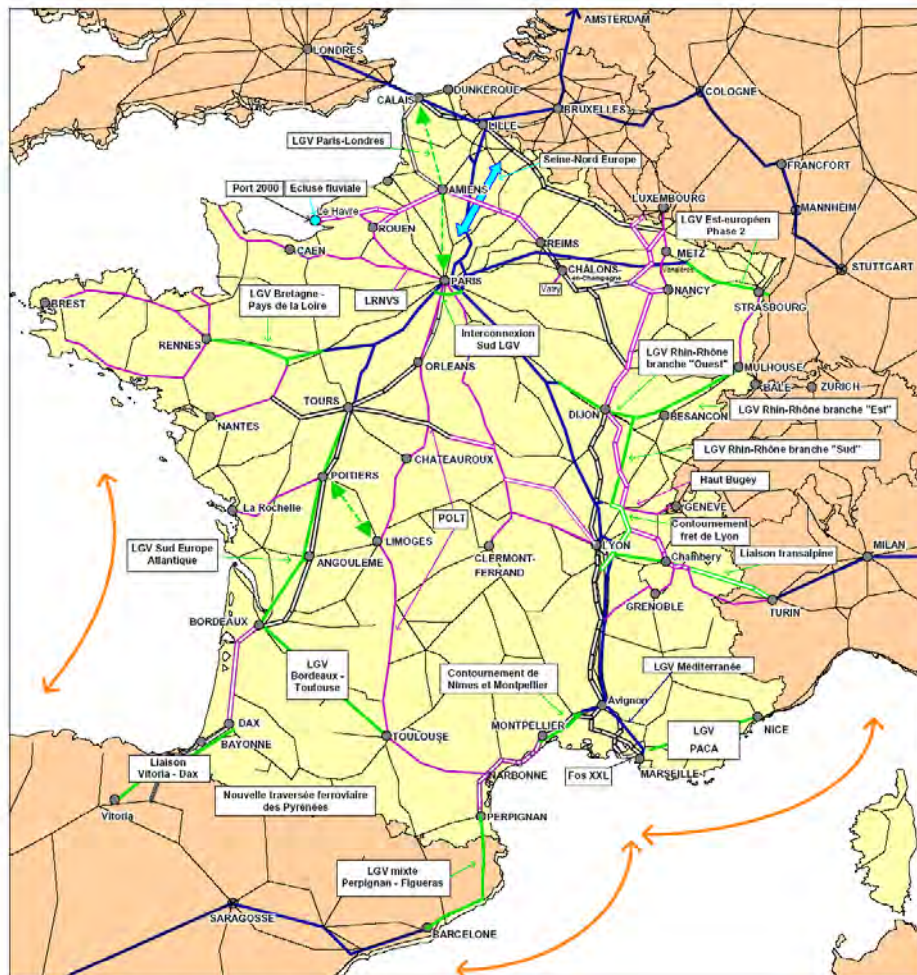 AMSTERDAM
LONDRES
DUNKERQUE
CALAIS
COLOGNE
BRUXELLES
LILLE
LGV Paris-Londres
Seine-Nord Europe
FRANCFORT
Port 2000
Ecluse fluviale
AMIENS
LUXEMBOURG
MANNHEIM
Le Havre
ROUEN
LGV Est-européen
Phase 2
CAEN
REIMS
METZ
STUTTGART
CHÂLONS-
en-Champagne
PARIS
Vatry
NANCY
STRASBOURG
BREST
LGV Bretagne -
Pays de la Loire
LRNVS
RENNES
Interconnexion
Sud LGV
ORLEANS
LGV Rhin-Rhône
branche "Ouest"
MULHOUSE
BÂLE
ZURICH
TOURS
DIJON
BESANCON
LGV Rhin-Rhône branche "Est"
NANTES
CHATEAUROUX
LGV Rhin-Rhône branche "Sud"
POITIERS
Haut Bugey
La Rochelle
POLT
GENEVE
Contournement
fret de Lyon
LIMOGES
LYON
MILAN
LGV Sud Europe
Atlantique
ANGOULEME
CLERMONT-
FERRAND
Chambery
Liaison transalpine
GRENOBLE
TURIN
BORDEAUX
LGV
Bordeaux -
Toulouse
Contournement de
Nimes et Montpellier
LGV Méditerranée
Avignon
DAX
MONTPELLIER
NICE
BAYONNE
TOULOUSE
LGV
PACA
Liaison
Vitoria - Dax
NARBONNE
Fos XXL
MARSEILLE
Vitoria
Nouvelle traversée ferroviaire
des Pyrénées
PERPIGNAN
LGV mixte
Perpignan - Figueras
SARAGOSSE
BARCELONE